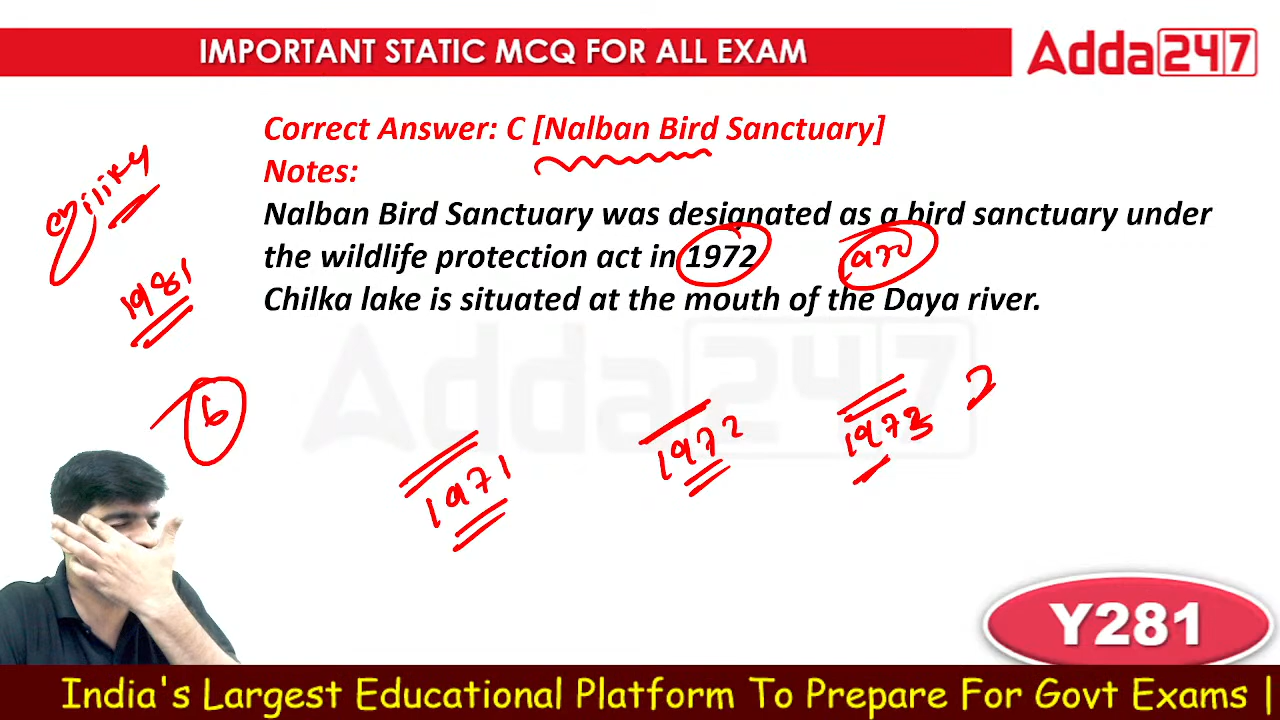 IMPORTANT STATIC MCQ FOR ALL EXAM
Adda247
Correct Answer: C [Nalban Bird Sanctuary]
Notes:
Nalban Bird Sanctuary was designated as a bird sanctuary under
the wildlife protection act in 1972
Chilka lake is situated at the mouth of the Daya river.
1981
6
1971
1972
1973
2
Adda247
Y281
India's Largest Educational Platform To Prepare For Govt Exams |